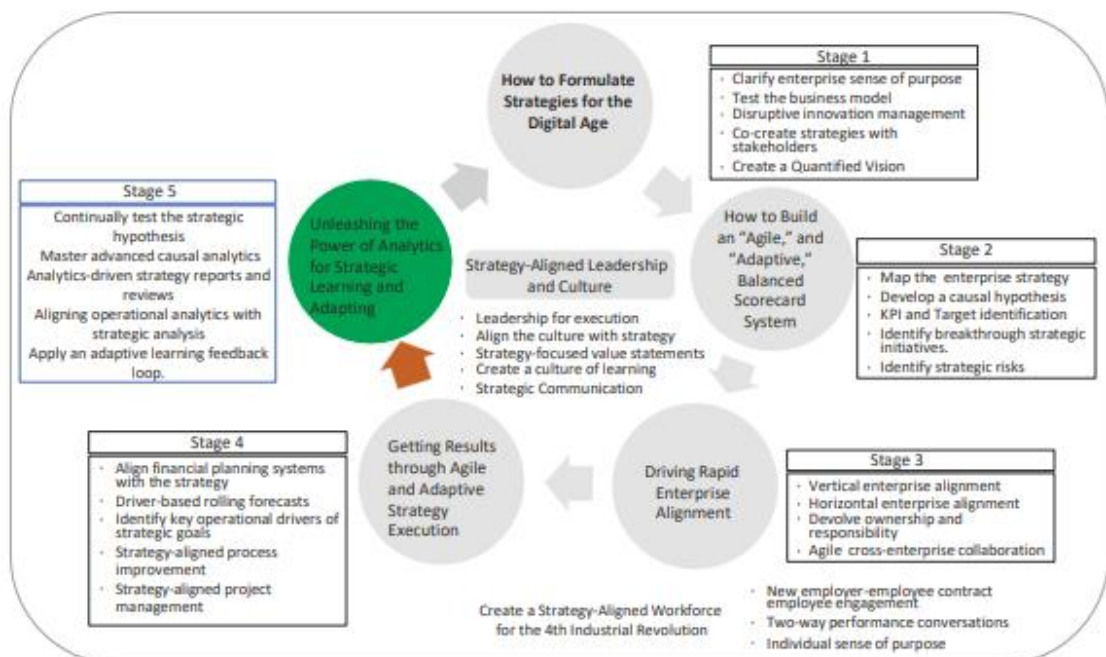 How to Formulate
Strategies for the
Digital Age
Stage 1
· Clarify enterprise sense of purpose
· Test the business model
· Disruptive innovation management
· Co-create strategies with
stakeholders
· Create a Quantified Vision
How to Build
an “Agile,” and
“Adaptive,”
Balanced
Scorecard
System
Stage 2
· Map the enterprise strategy
· Develop a causal hypothesis
· KPI and Target identification
· Identify breakthrough strategic
initiatives.
· Identify strategic risks
Driving Rapid
Enterprise
Alignment
Stage 3
· Vertical enterprise alignment
· Horizontal enterprise alignment
· Devolve ownership and
responsibility
· Agile cross-enterprise collaboration
Getting Results
through Agile
and Adaptive
Strategy
Execution
Stage 4
· Align financial planning systems
with the strategy
· Driver-based rolling forecasts
· Identify key operational drivers of
strategic goals
· Strategy-aligned process
improvement
· Strategy-aligned project
management
Unleashing the
Power of Analytics
for Strategic
Learning and
Adapting
Stage 5
Continually test the strategic
hypothesis
Master advanced causal analytics
Analytics-driven strategy reports and
reviews
Aligning operational analytics with
strategic analysis
Apply an adaptive learning feedback
loop.
Strategy-Aligned Leadership
and Culture
· Leadership for execution
· Align the culture with strategy
· Strategy-focused value statements
· Create a culture of learning
· Strategic Communication
Create a Strategy-Aligned Workforce
for the 4th Industrial Revolution
· New employer-employee contract
employee engagement
· Two-way performance conversations
· Individual sense of purpose